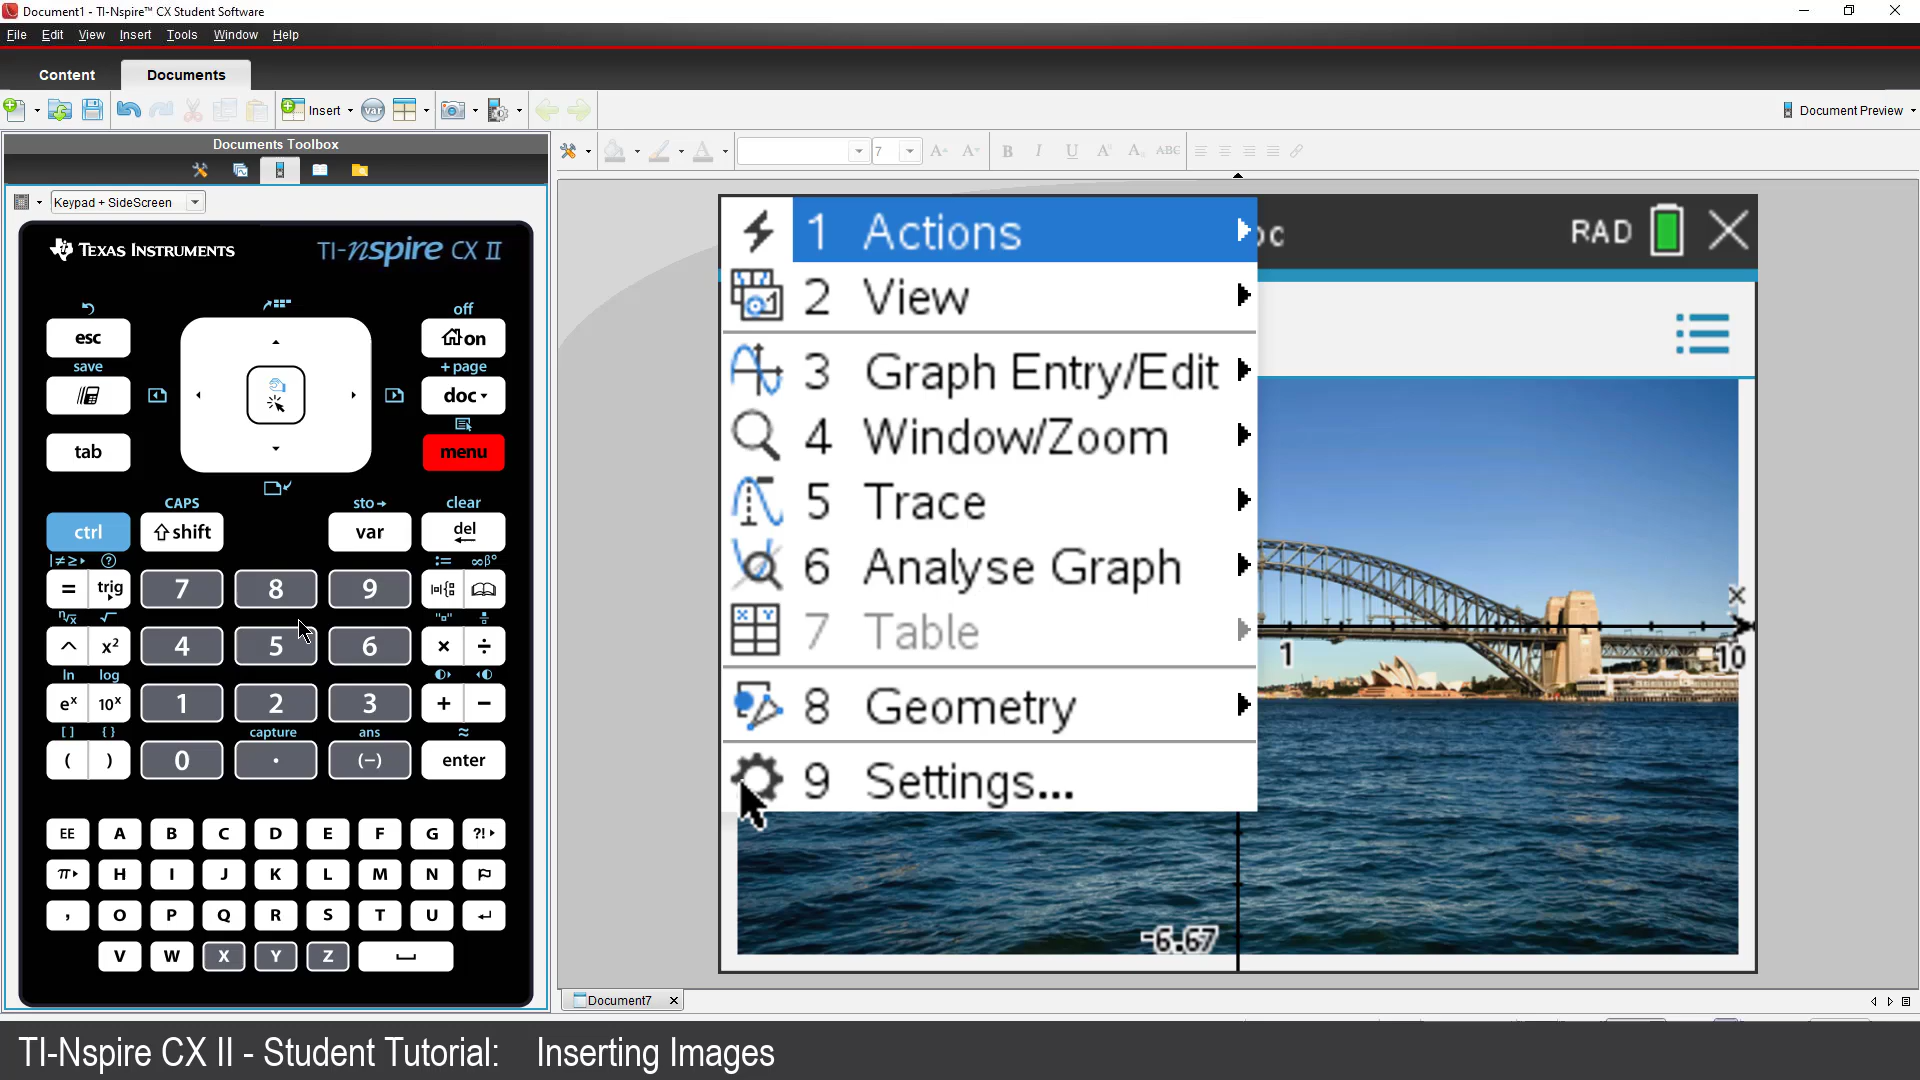 Document1 - TI-Nspire™ CX Student Software
File Edit View Insert Tools Window Help
Content Documents
Insert var Document Preview
Documents Toolbox
7 B I U A A ABC
Keypad + SideScreen
TEXAS INSTRUMENTS TI-nspire CX II
off
esc on
save + page
doc
tab menu
CAPS sto→ clear
ctrl shift var del
|≠≥▸ ? := ∞β°
= trig 7 8 9
ⁿ√x √
^ x² 4 5 6 × ÷
ln log
eˣ 10ˣ 1 2 3 + −
[ ] { } capture ans ≈
( ) 0 . (−) enter
EE A B C D E F G ?!▸
π▸ H I J K L M N
, O P Q R S T U
V W X Y Z
1 Actions
2 View
3 Graph Entry/Edit
4 Window/Zoom
5 Trace
6 Analyse Graph
7 Table
8 Geometry
9 Settings...
oc RAD
x
1 10
-6.67
Document7
TI-Nspire CX II - Student Tutorial: Inserting Images